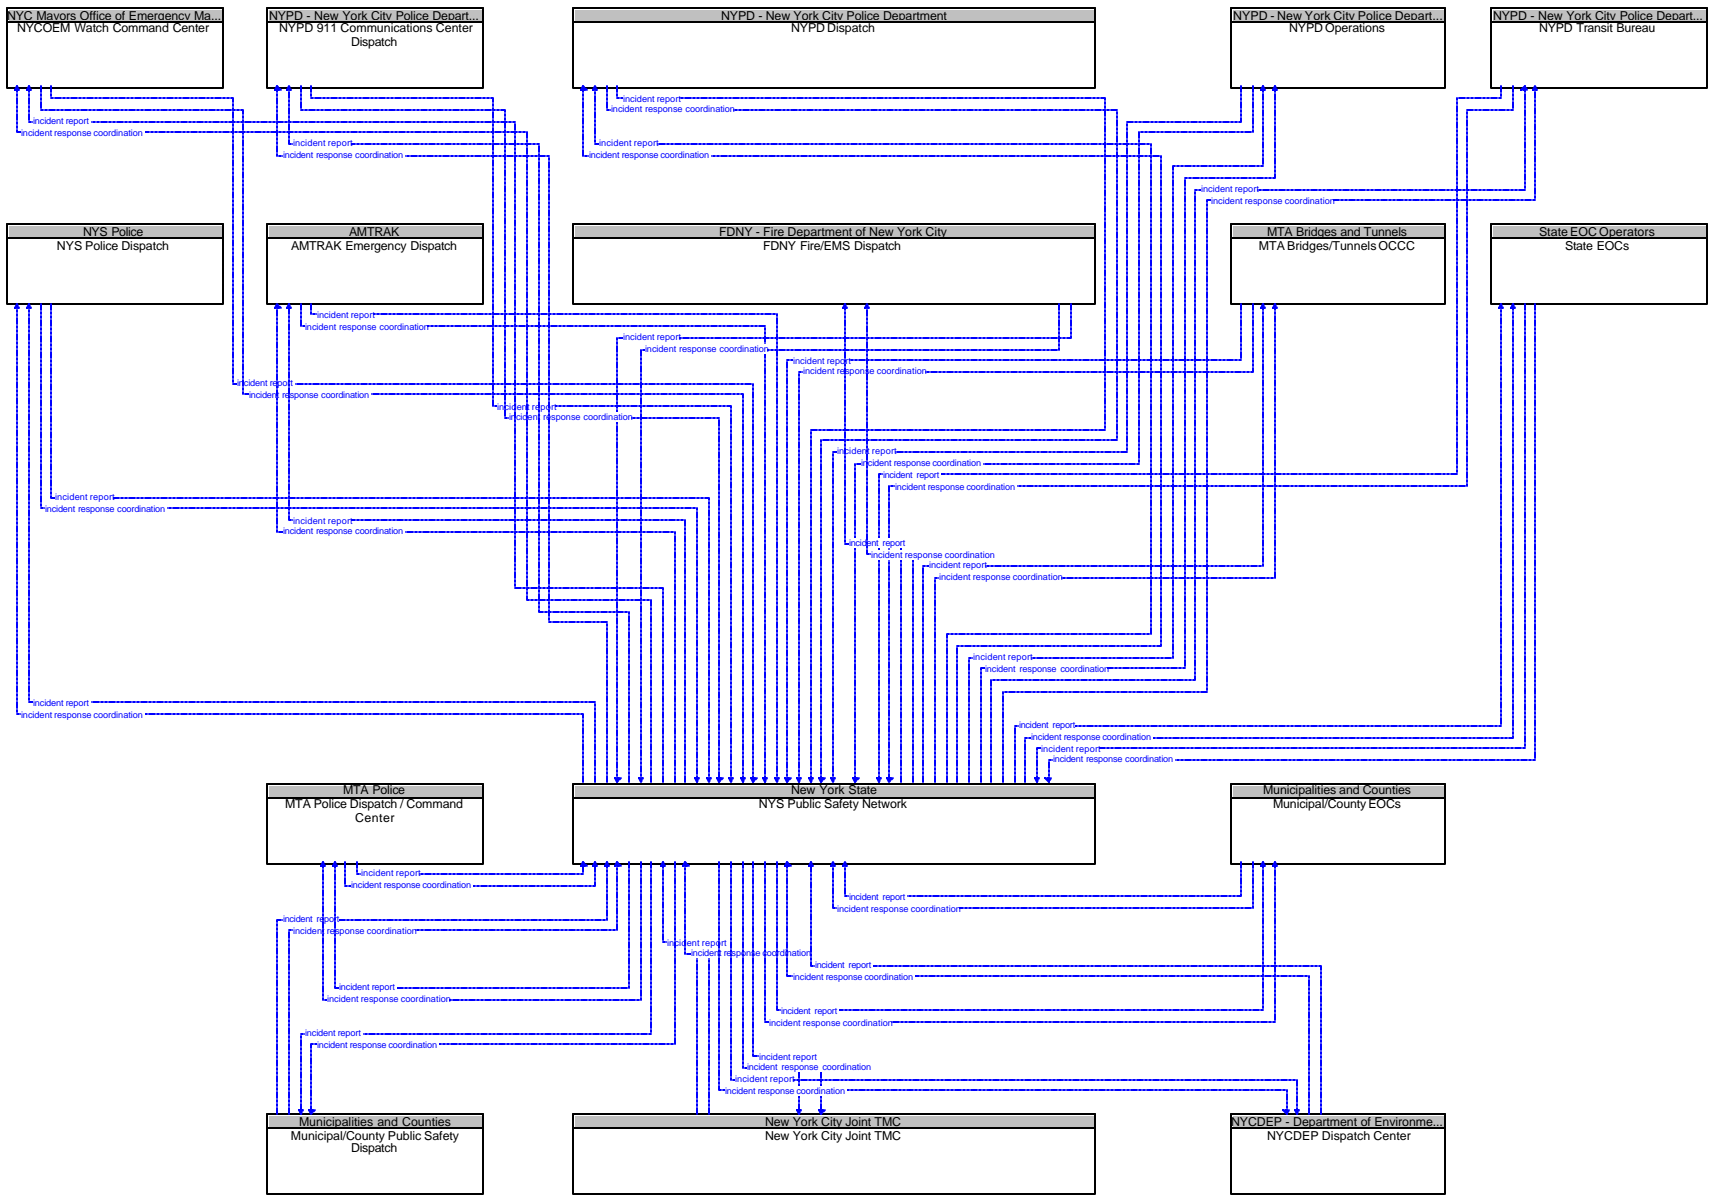 NYC Mayors Office of Emergency Ma...
NYCOEM Watch Command Center
NYPD - New York City Police Depart...
NYPD 911 Communications Center
Dispatch
NYPD - New York City Police Department
NYPD Dispatch
NYPD - New York City Police Depart...
NYPD Operations
NYPD - New York City Police Depart...
NYPD Transit Bureau
incident report
incident response coordination
incident report
incident response coordination
incident report
incident response coordination
incident report
incident response coordination
incident report
incident response coordination
NYS Police
NYS Police Dispatch
AMTRAK
AMTRAK Emergency Dispatch
FDNY - Fire Department of New York City
FDNY Fire/EMS Dispatch
MTA Bridges and Tunnels
MTA Bridges/Tunnels OCCC
State EOC Operators
State EOCs
incident report
incident response coordination
incident report
incident response coordination
incident report
incident response coordination
incident report
incident response coordination
incident report
incident response coordination
incident report
incident response coordination
incident report
incident response coordination
incident report
incident response coordination
incident report
incident response coordination
incident report
incident response coordination
incident report
incident response coordination
incident report
incident response coordination
incident report
incident response coordination
incident report
incident response coordination
incident report
incident response coordination
MTA Police
MTA Police Dispatch / Command
Center
New York State
NYS Public Safety Network
Municipalities and Counties
Municipal/County EOCs
incident report
incident response coordination
incident report
incident response coordination
incident report
incident response coordination
incident report
incident response coordination
incident report
incident response coordination
incident report
incident response coordination
incident report
incident response coordination
incident report
incident response coordination
incident report
incident response coordination
incident report
incident response coordination
Municipalities and Counties
Municipal/County Public Safety
Dispatch
New York City Joint TMC
New York City Joint TMC
NYCDEP - Department of Environme...
NYCDEP Dispatch Center